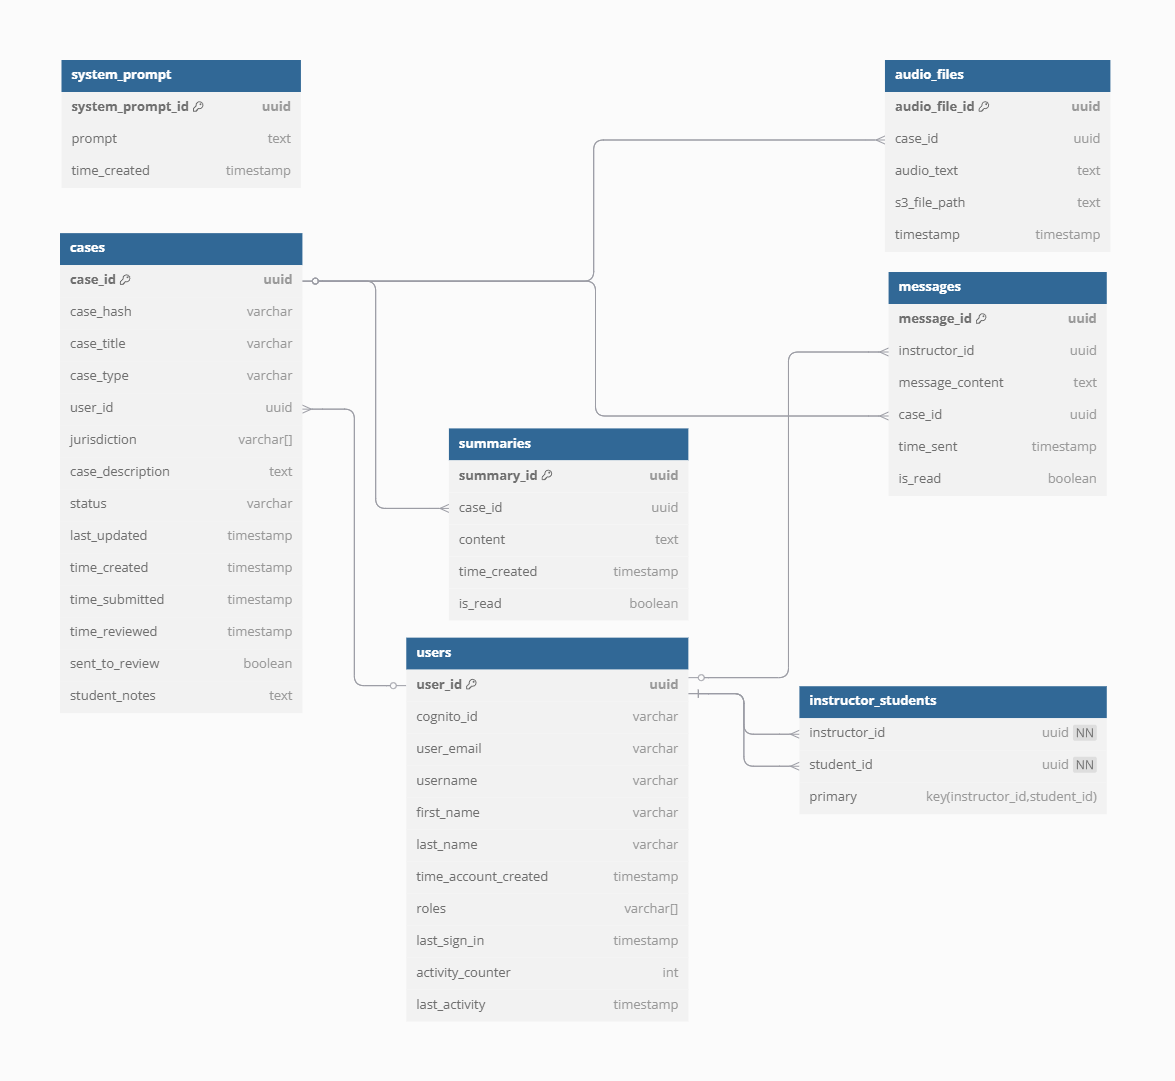 system_prompt
system_prompt_id uuid
prompt text
time_created timestamp
cases
case_id uuid
case_hash varchar
case_title varchar
case_type varchar
user_id uuid
jurisdiction varchar[]
case_description text
status varchar
last_updated timestamp
time_created timestamp
time_submitted timestamp
time_reviewed timestamp
sent_to_review boolean
student_notes text
summaries
summary_id uuid
case_id uuid
content text
time_created timestamp
is_read boolean
users
user_id uuid
cognito_id varchar
user_email varchar
username varchar
first_name varchar
last_name varchar
time_account_created timestamp
roles varchar[]
last_sign_in timestamp
activity_counter int
last_activity timestamp
audio_files
audio_file_id uuid
case_id uuid
audio_text text
s3_file_path text
timestamp timestamp
messages
message_id uuid
instructor_id uuid
message_content text
case_id uuid
time_sent timestamp
is_read boolean
instructor_students
instructor_id uuid NN
student_id uuid NN
primary key(instructor_id,student_id)